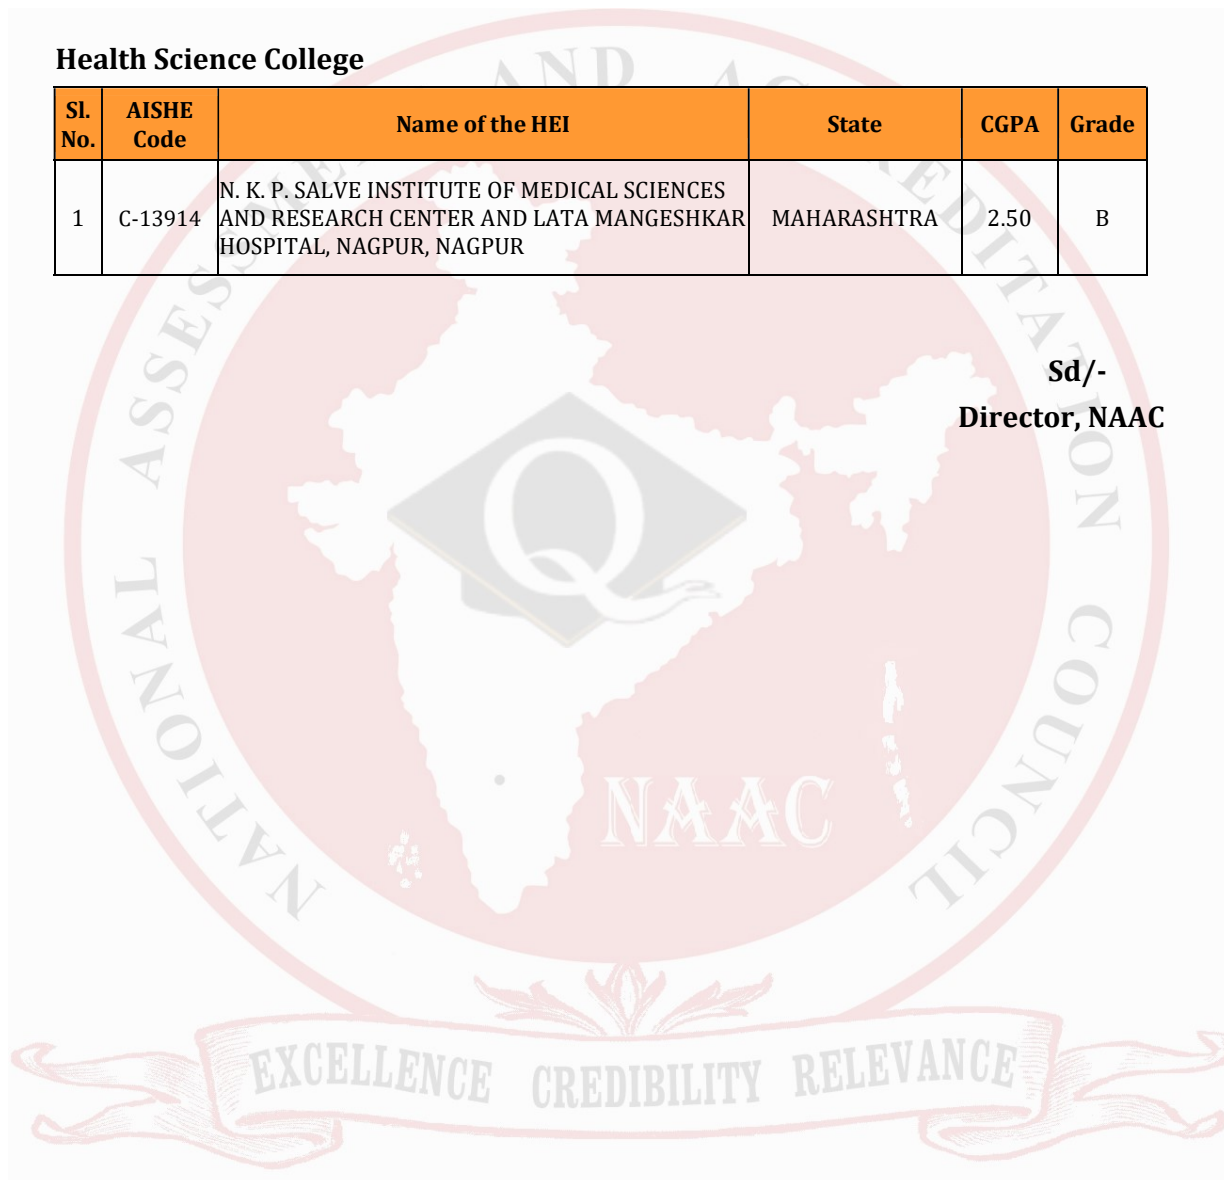 Health Science College
Sl. No. AISHE Code Name of the HEI State CGPA Grade
1 C-13914 N. K. P. SALVE INSTITUTE OF MEDICAL SCIENCES
AND RESEARCH CENTER AND LATA MANGESHKAR MAHARASHTRA 2.50 B
HOSPITAL, NAGPUR, NAGPUR
Sd/-
Director, NAAC
NATIONAL ASSESSMENT AND ACCREDITATION COUNCIL
Q
NAAC
EXCELLENCE CREDIBILITY RELEVANCE